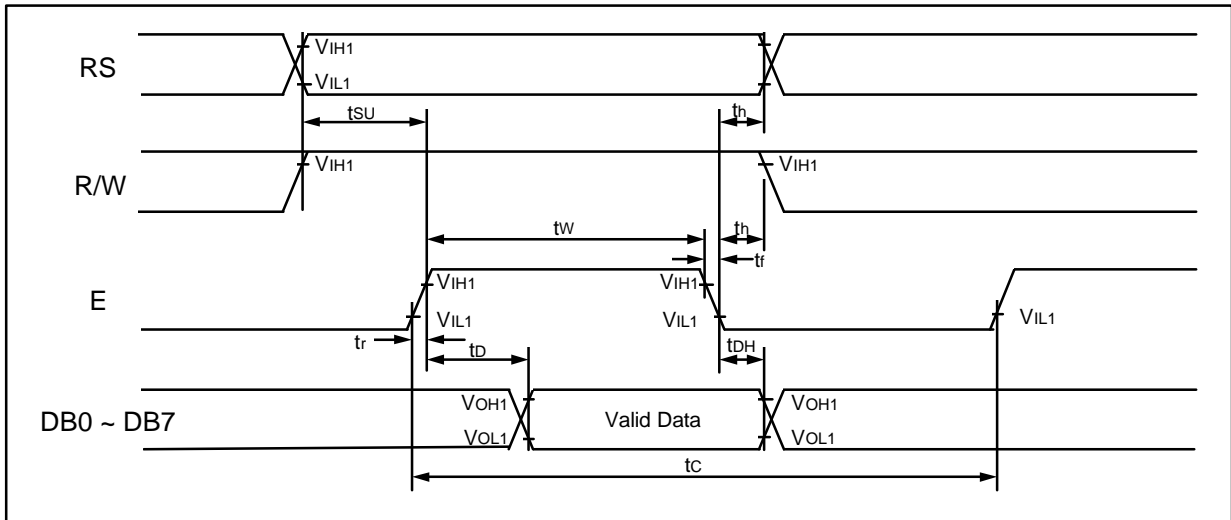 RS
VIH1
VIL1
tSU
th
R/W
VIH1
VIH1
tW
th
tf
E
VIH1
VIH1
VIL1
VIL1
VIL1
tr
tD
tDH
DB0 ~ DB7
VOH1
VOL1
Valid Data
VOH1
VOL1
tC